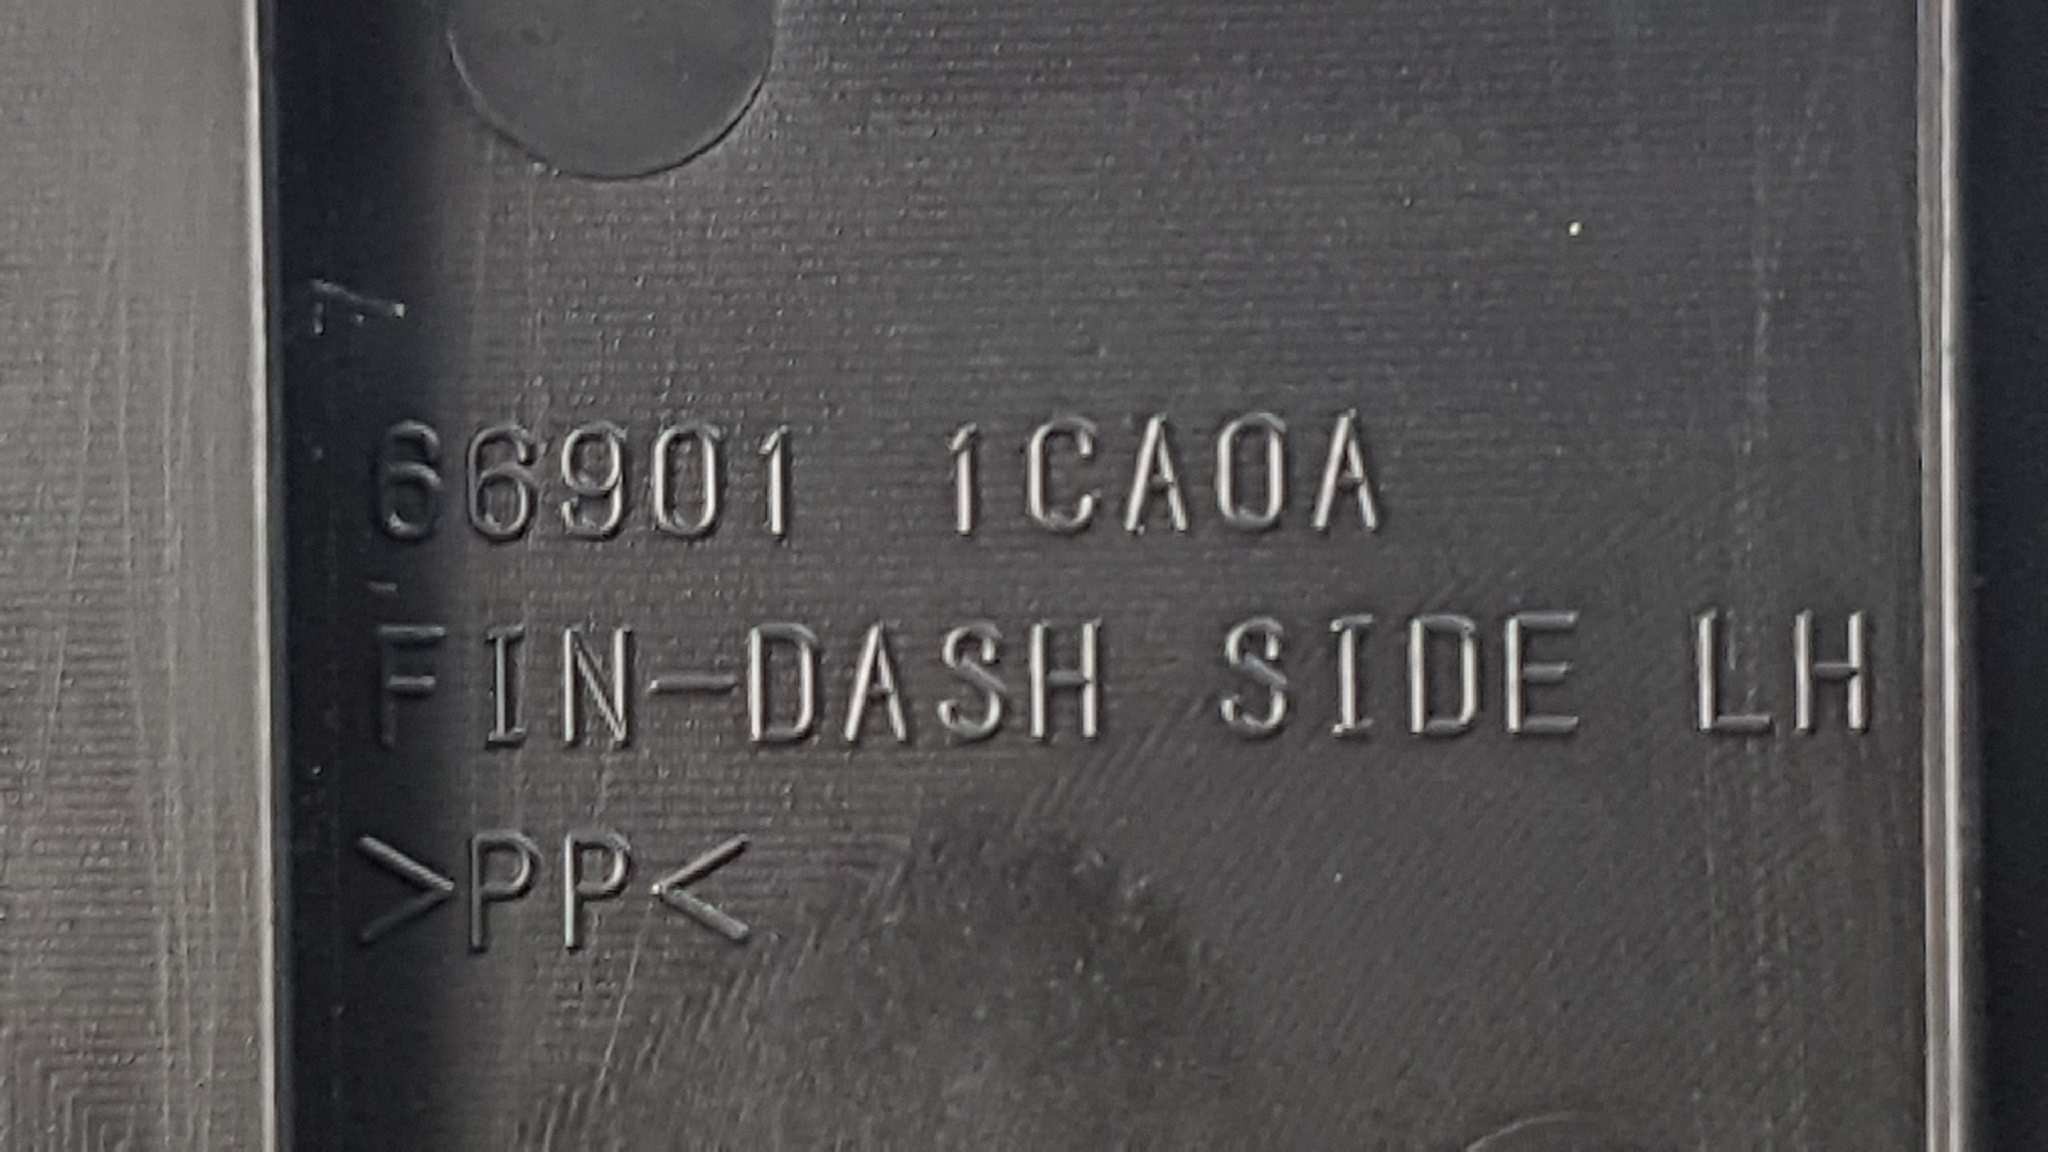 66901 1CA0A
FIN-DASH SIDE LH
>PP<